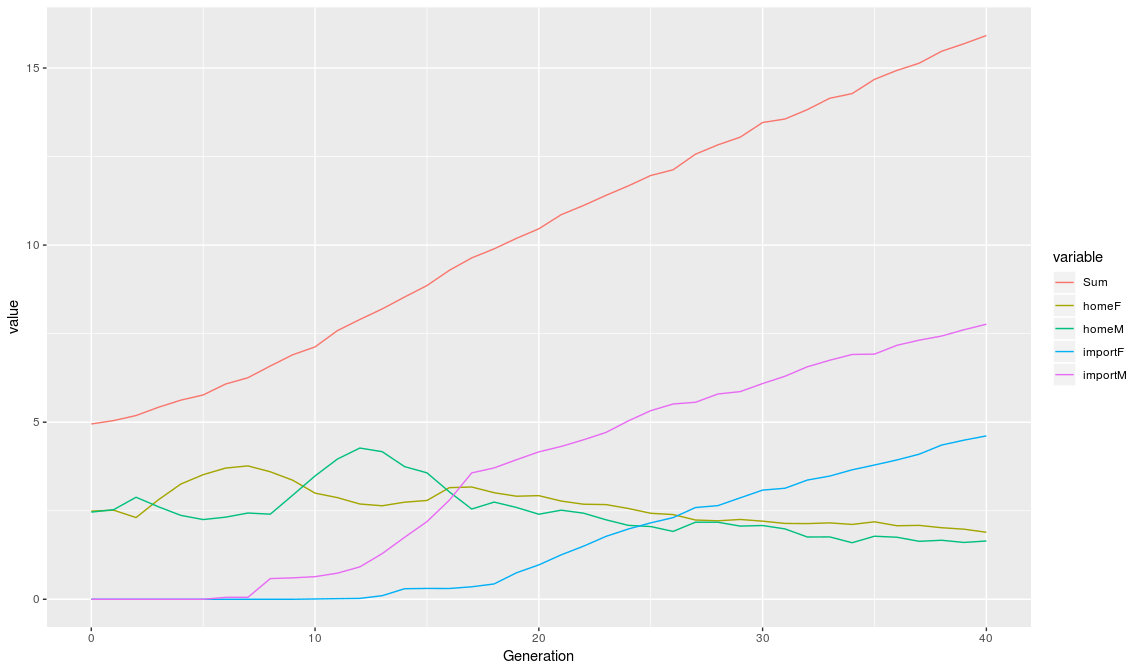 15
10
5
0
value
0
10
20
30
40
Generation
variable
Sum
homeF
homeM
importF
importM